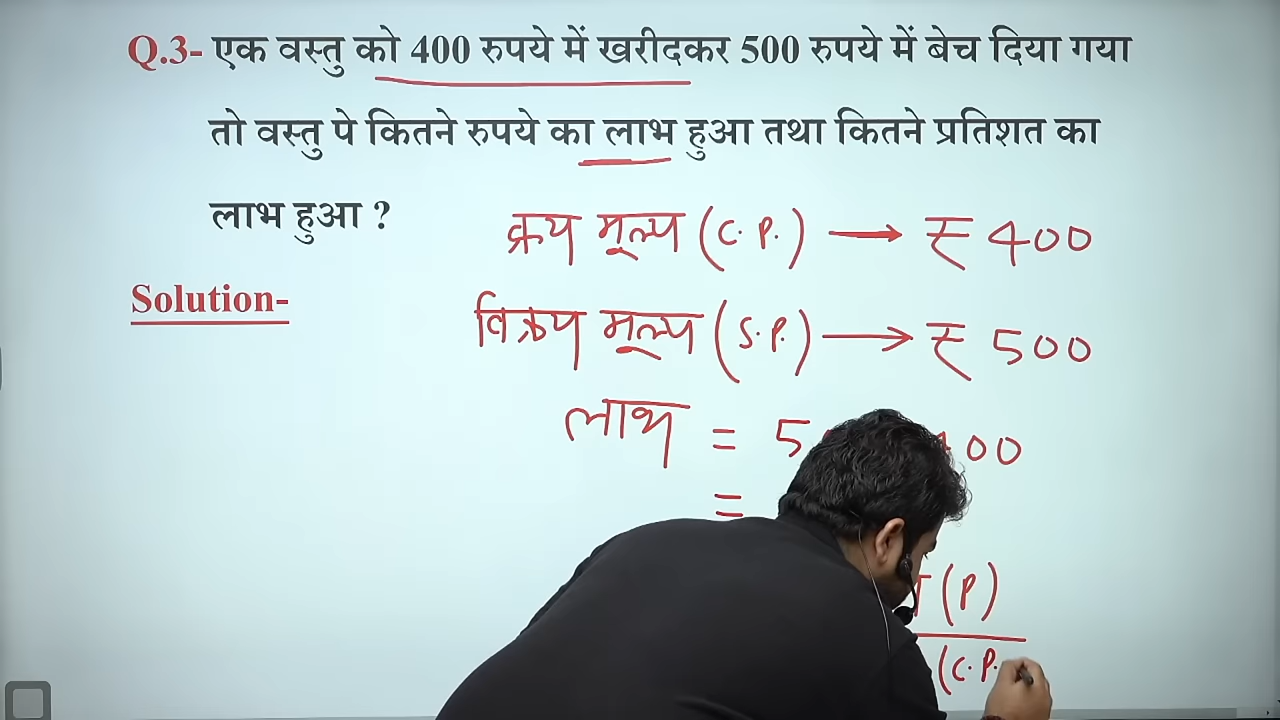 Q.3- एक वस्तु को 400 रुपये में खरीदकर 500 रुपये में बेच दिया गया
तो वस्तु पे कितने रुपये का लाभ हुआ तथा कितने प्रतिशत का
लाभ हुआ ?
क्रय मूल्य (C.P.) → ₹ 400
Solution-
विक्रय मूल्य (S.P.) → ₹ 500
लाभ = 5 00
=
(P)
(C.P.